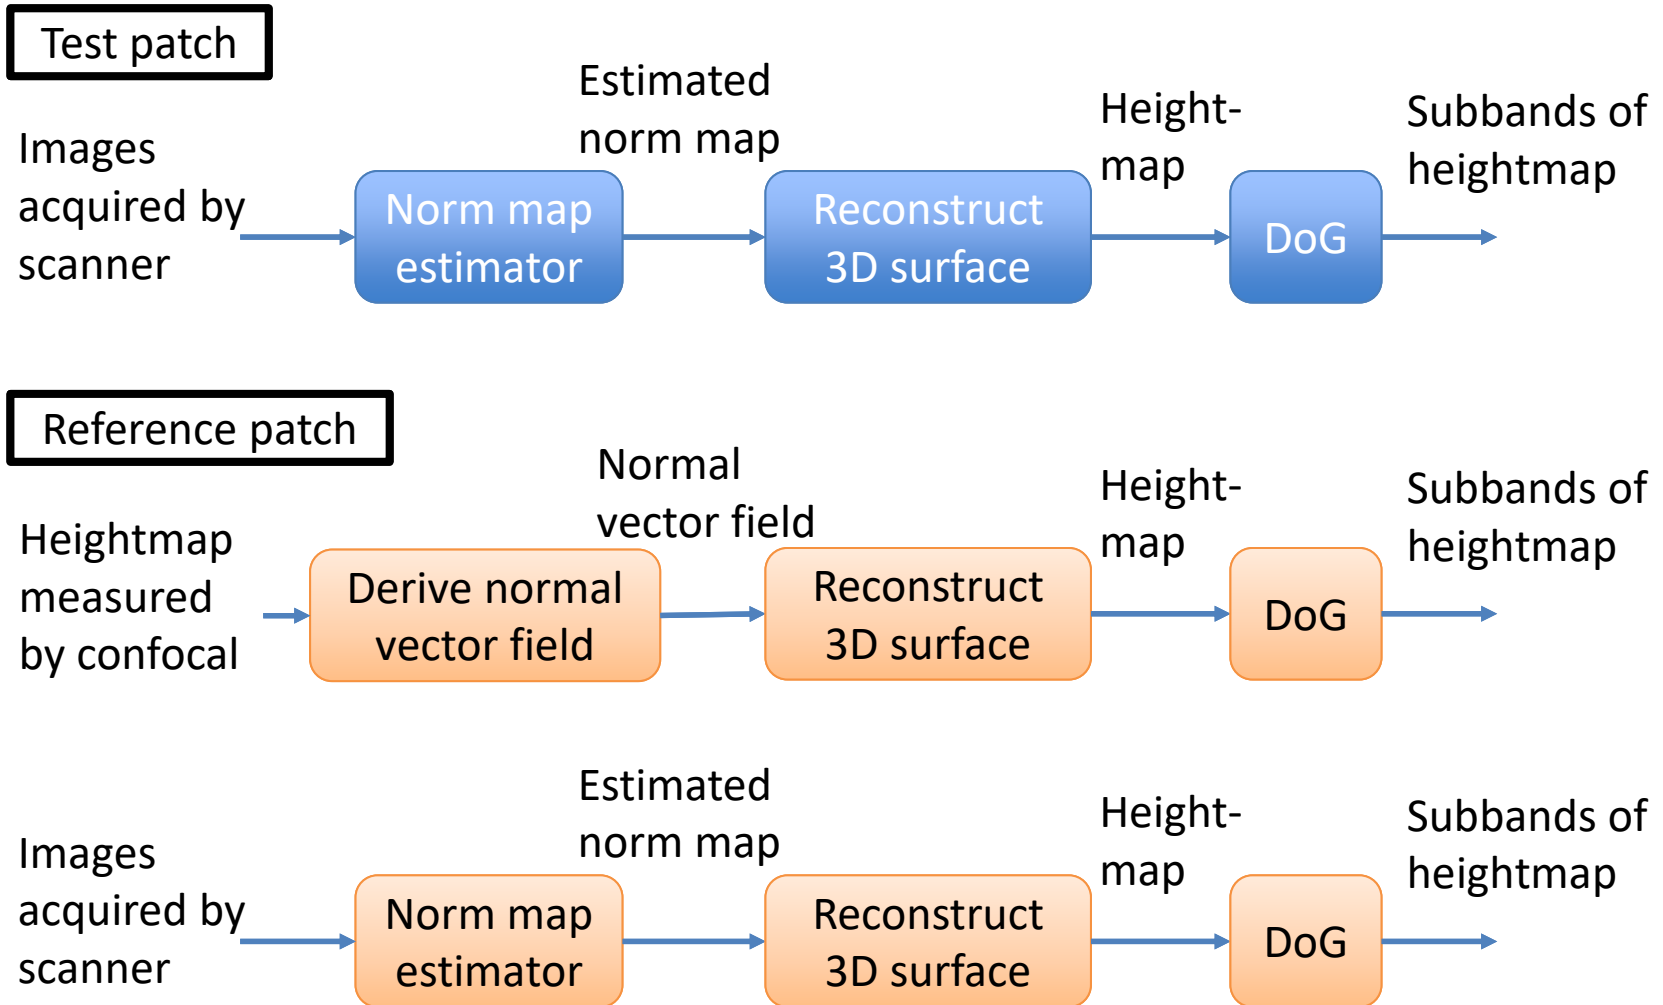 Test patch
Images
acquired by
scanner
Norm map
estimator
Estimated
norm map
Reconstruct
3D surface
Height-
map
DoG
Subbands of
heightmap
Reference patch
Heightmap
measured
by confocal
Derive normal
vector field
Normal
vector field
Reconstruct
3D surface
Height-
map
DoG
Subbands of
heightmap
Images
acquired by
scanner
Norm map
estimator
Estimated
norm map
Reconstruct
3D surface
Height-
map
DoG
Subbands of
heightmap